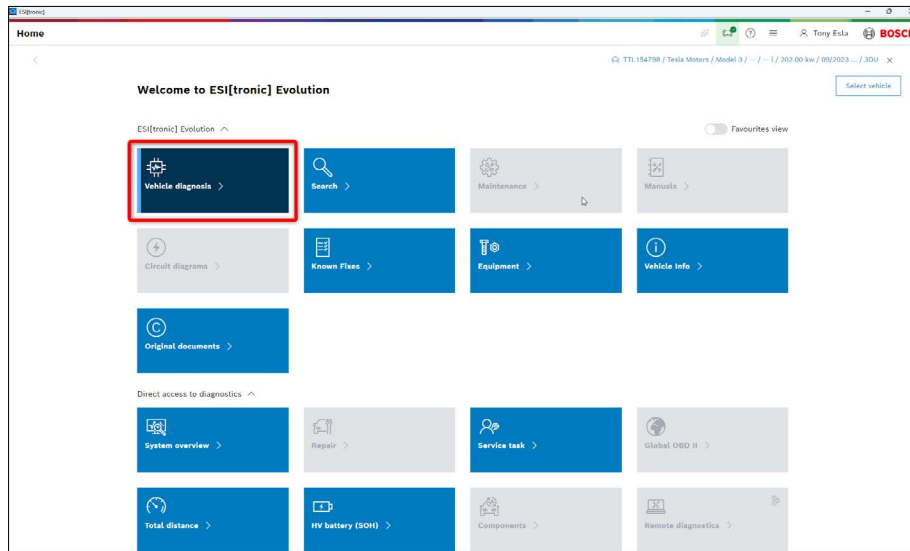 ESI[tronic]
Home
Tony Esla
BOSCH
TTL154798 / Tesla Motors / Model 3 / -- / -- l / 202.00 kw / 09/2023 ... / 3DU
Welcome to ESI[tronic] Evolution
Select vehicle
ESI[tronic] Evolution
Favourites view
Vehicle diagnosis
Search
Maintenance
Manuals
Circuit diagrams
Known Fixes
Equipment
Vehicle Info
Original documents
Direct access to diagnostics
System overview
Repair
Service task
Global OBD II
Total distance
HV battery (SOH)
Components
Remote diagnostics